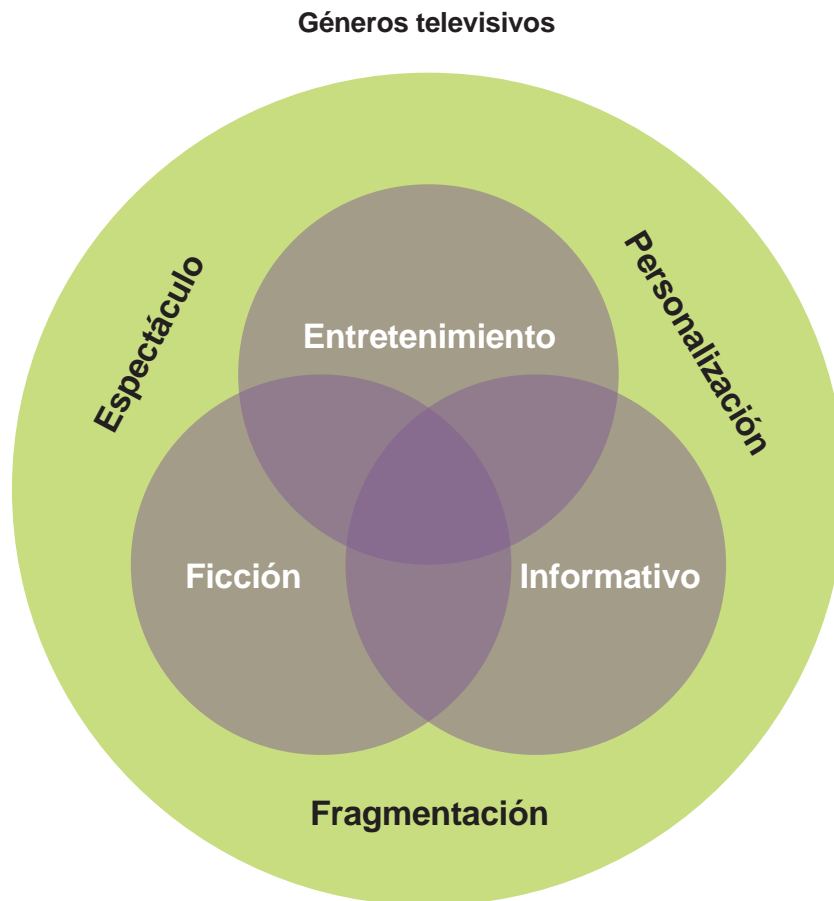 Géneros televisivos
Espectáculo
Personalización
Entretenimiento
Ficción
Informativo
Fragmentación